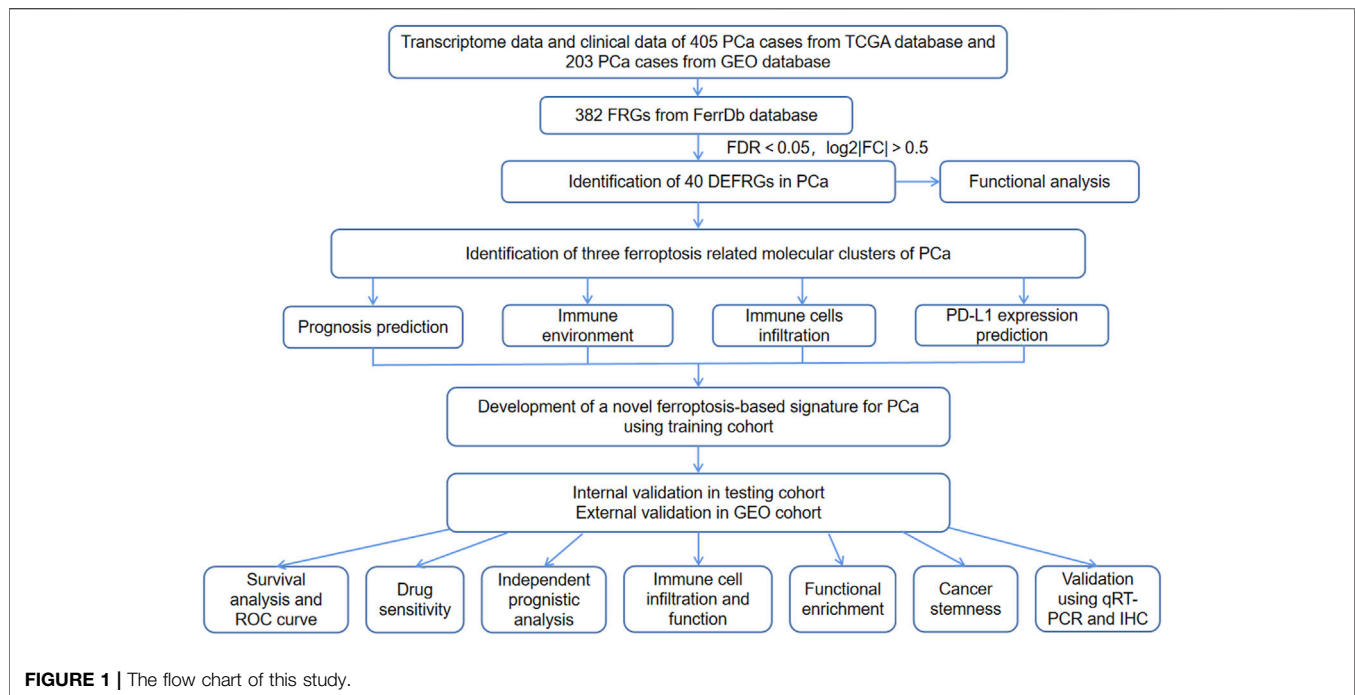 Transcriptome data and clinical data of 405 PCa cases from TCGA database and
203 PCa cases from GEO database
382 FRGs from FerrDb database
FDR < 0.05, log2|FC| > 0.5
Identification of 40 DEFRGs in PCa
Functional analysis
Identification of three ferroptosis related molecular clusters of PCa
Prognosis prediction
Immune
environment
Immune cells
infiltration
PD-L1 expression
prediction
Development of a novel ferroptosis-based signature for PCa
using training cohort
Internal validation in testing cohort
External validation in GEO cohort
Survival
analysis and
ROC curve
Drug
sensitivity
Independent
prognistic
analysis
Immune cell
infiltration and
function
Functional
enrichment
Cancer
stemness
Validation
using qRT-
PCR and IHC
FIGURE 1 | The flow chart of this study.